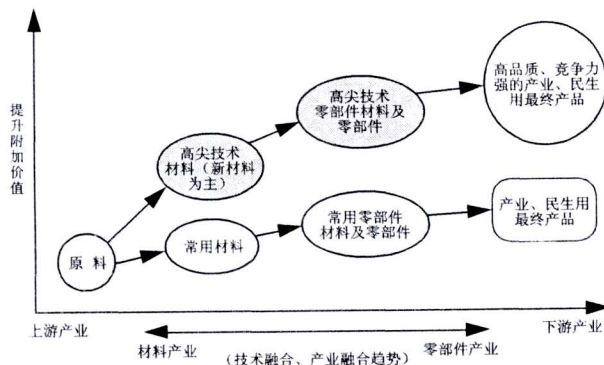 提升附加价值
高品质、竞争力
强的产业、民生
用最终产品
高尖技术
零部件材料及
零部件
高尖技术
材料（新材料
为主）
产业、民生用
最终产品
常用零部件
材料及零部件
常用材料
原 料
上游产业
下游产业
材料产业
零部件产业
（技术融合、产业融合趋势）